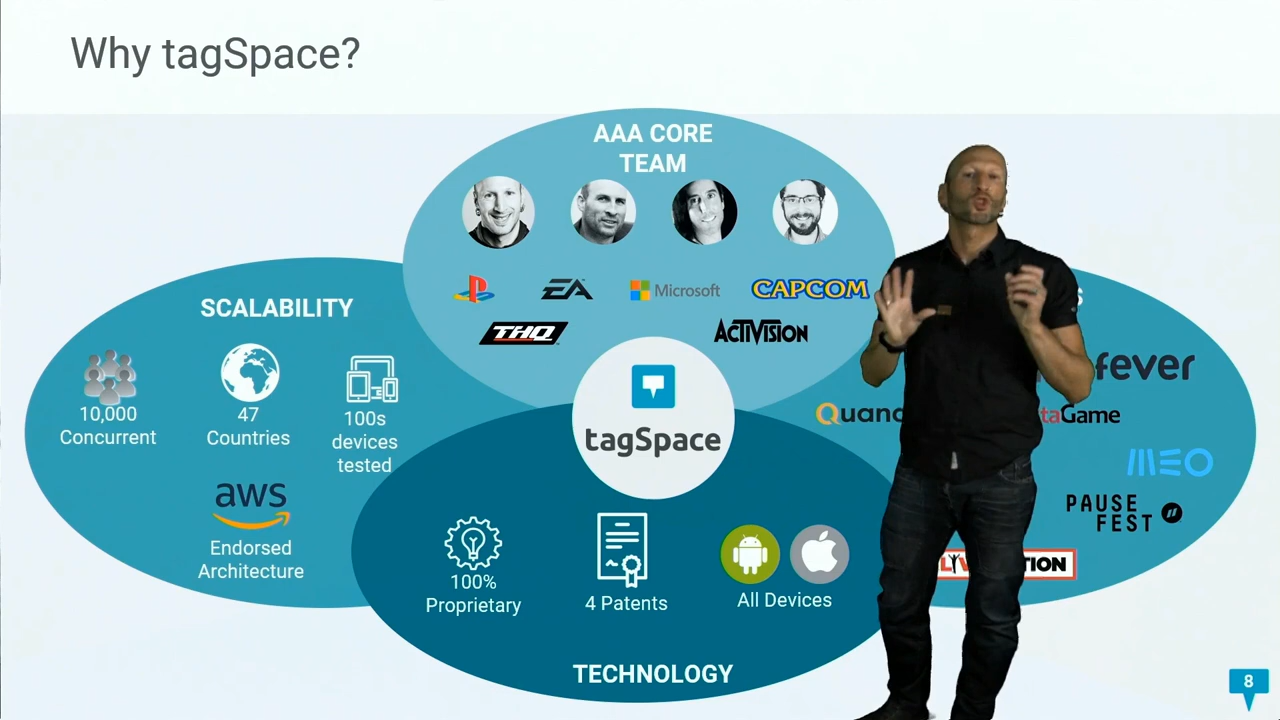 Why tagSpace?
AAA CORE
TEAM
EA
Microsoft
CAPCOM
THQ
ACTIVISION
SCALABILITY
10,000
Concurrent
47
Countries
100s
devices
tested
aws
Endorsed
Architecture
tagSpace
100%
Proprietary
4 Patents
All Devices
TECHNOLOGY
fever
taGame
MEO
PAUSE
FEST
8